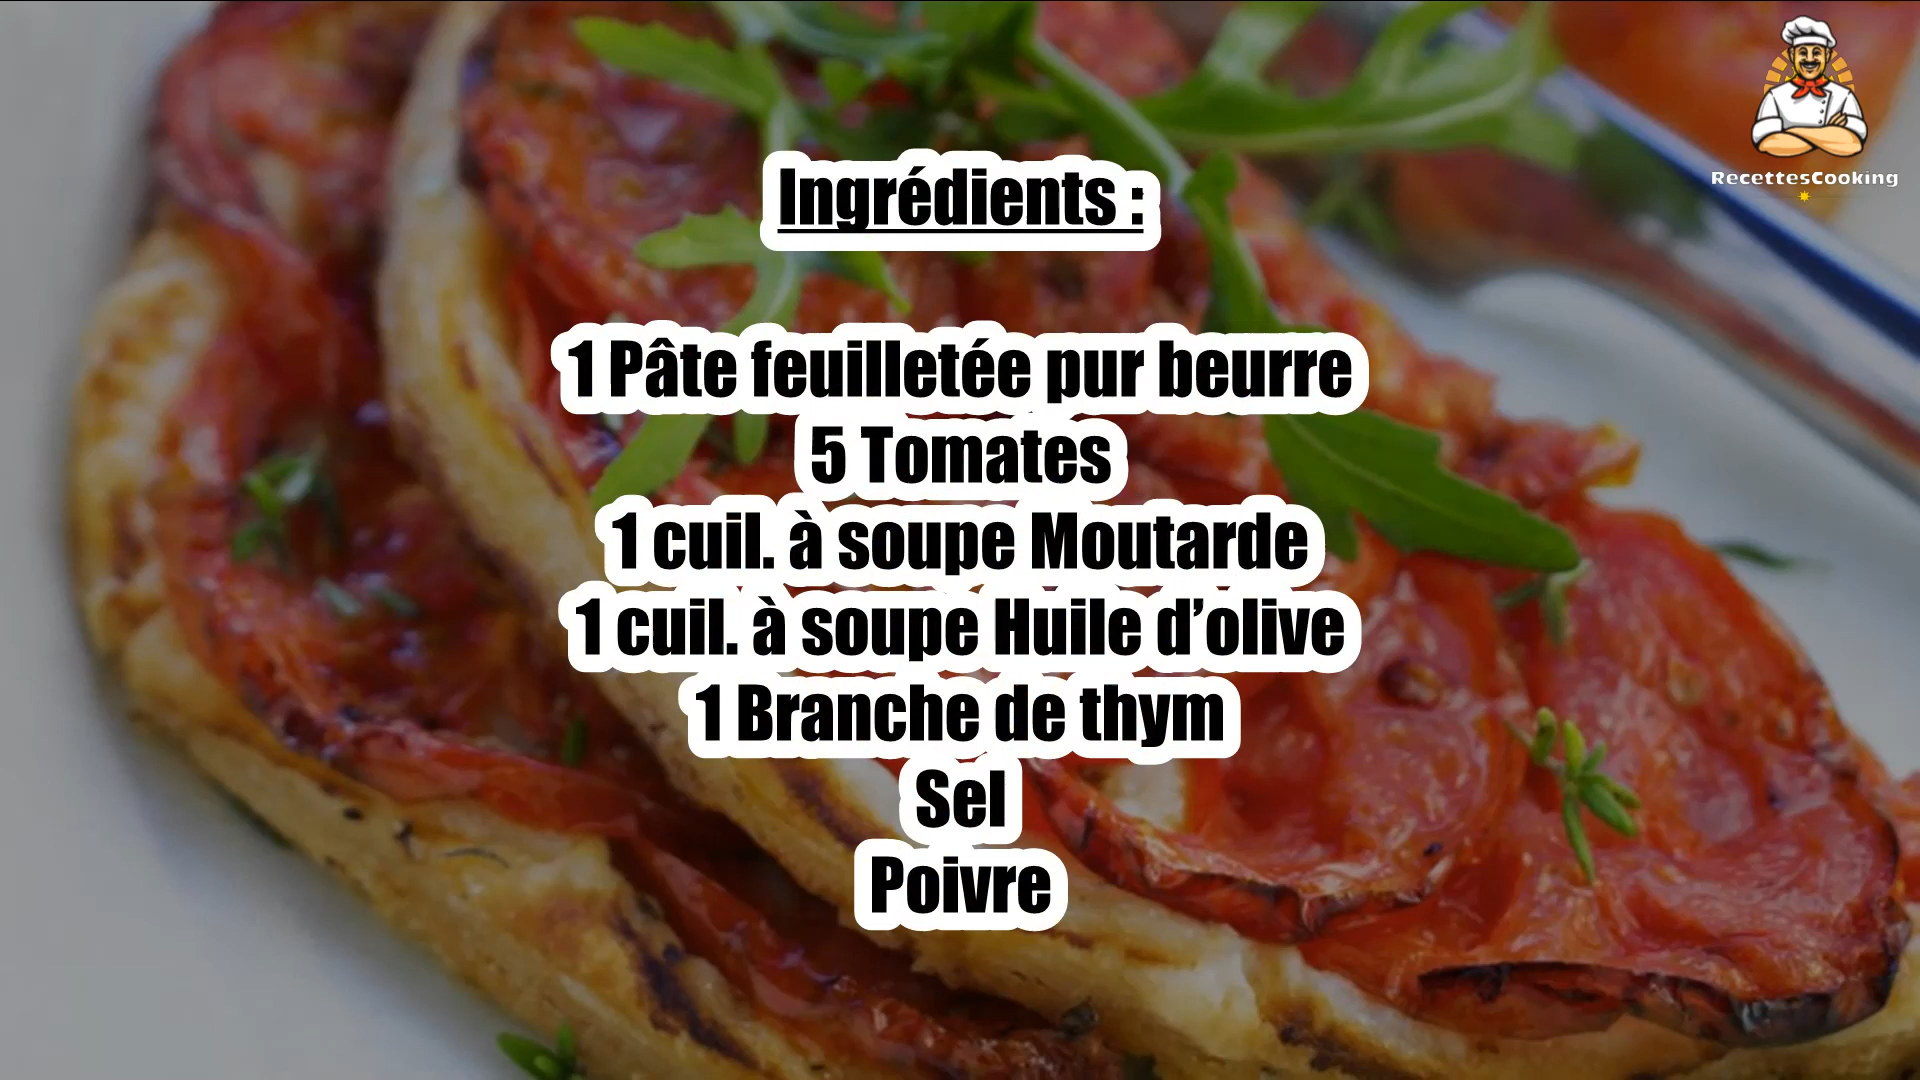 RecettesCooking
Ingrédients :
1 Pâte feuilletée pur beurre
5 Tomates
1 cuil. à soupe Moutarde
1 cuil. à soupe Huile d’olive
1 Branche de thym
Sel
Poivre